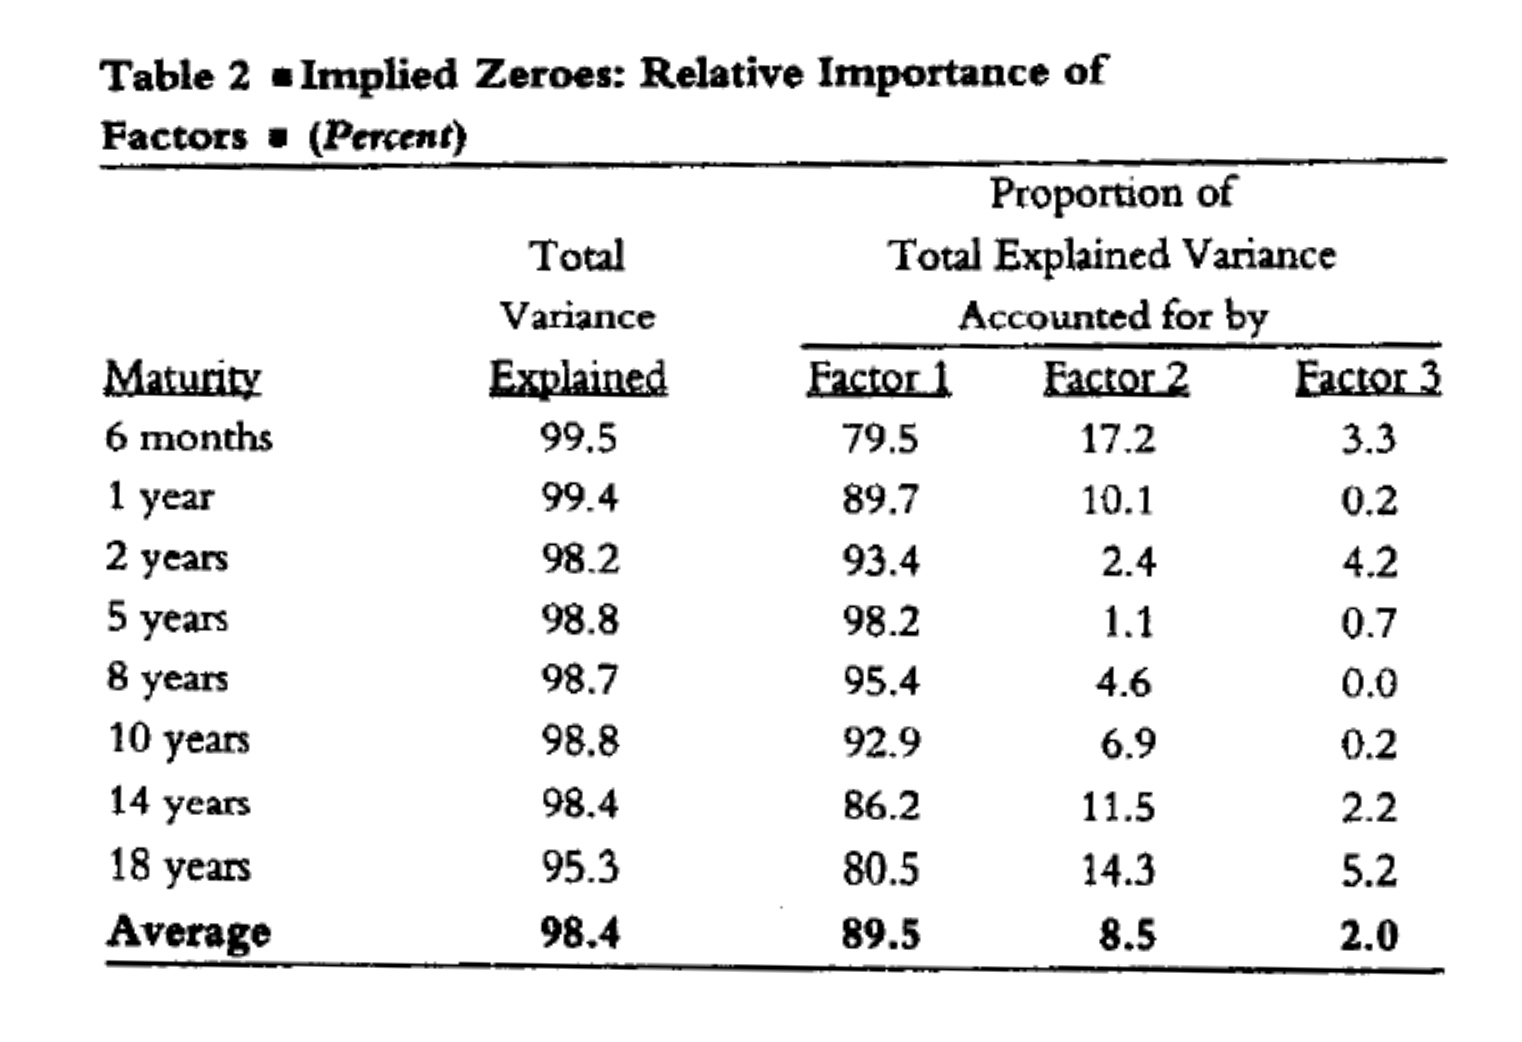 Table 2 ■ Implied Zeroes: Relative Importance of
Factors ■ (Percent)
Proportion of
Total Total Explained Variance
Variance Accounted for by
Maturity Explained Factor 1 Factor 2 Factor 3
6 months 99.5 79.5 17.2 3.3
1 year 99.4 89.7 10.1 0.2
2 years 98.2 93.4 2.4 4.2
5 years 98.8 98.2 1.1 0.7
8 years 98.7 95.4 4.6 0.0
10 years 98.8 92.9 6.9 0.2
14 years 98.4 86.2 11.5 2.2
18 years 95.3 80.5 14.3 5.2
Average 98.4 89.5 8.5 2.0